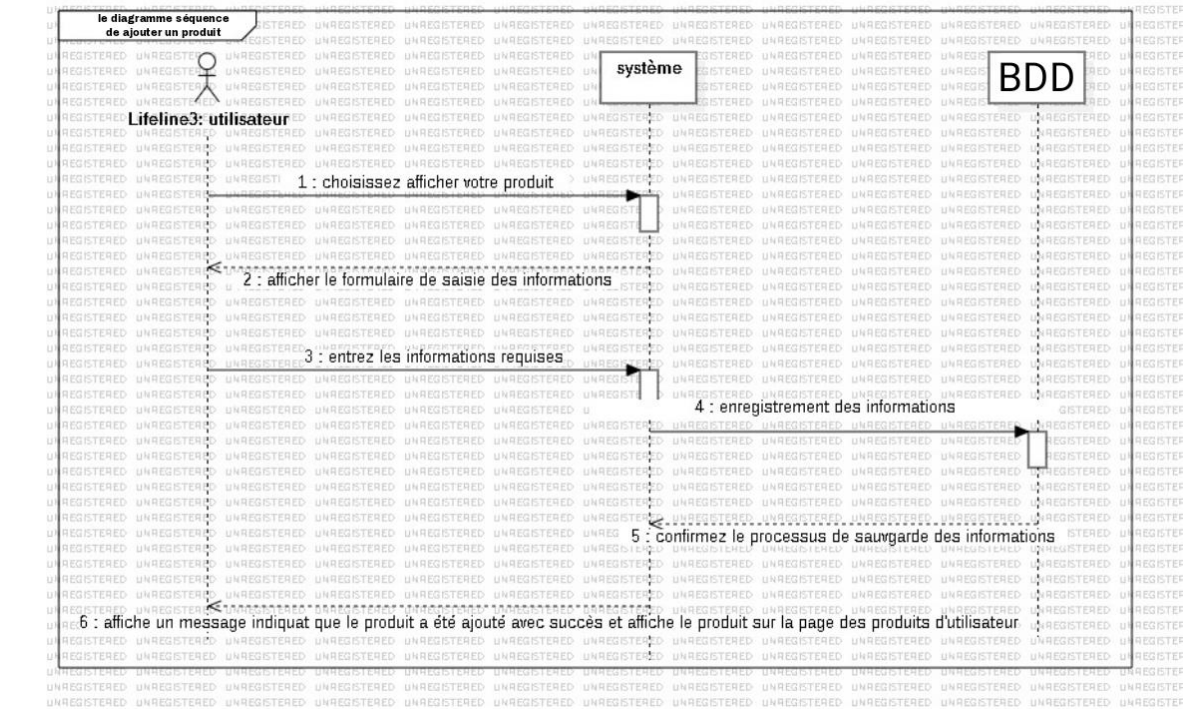 le diagramme séquence
de ajouter un produit
système
BDD
Lifeline3: utilisateur
1 : choisissez afficher votre produit
2 : afficher le formulaire de saisie des informations
3 : entrez les informations requises
4 : enregistrement des informations
5 : confirmez le processus de sauvgarde des informations
6 : affiche un message indiquat que le produit a été ajouté avec succès et affiche le produit sur la page des produits d'utilisateur
UNREGISTERED